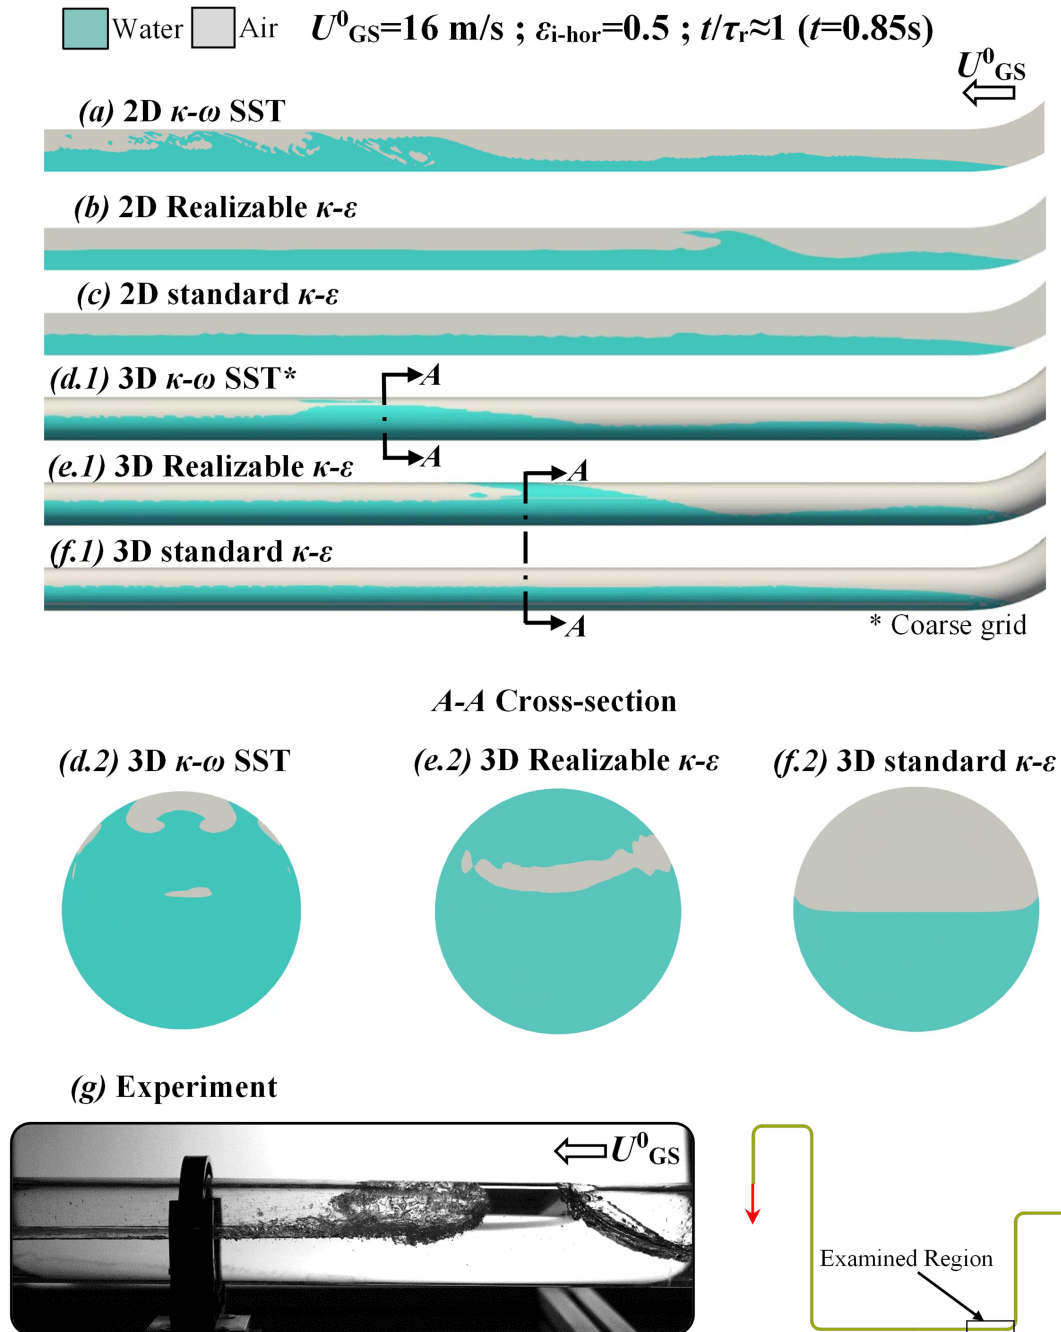 Water Air U⁰GS=16 m/s ; εi-hor=0.5 ; t/τr≈1 (t=0.85s)
U⁰GS
(a) 2D κ-ω SST
(b) 2D Realizable κ-ε
(c) 2D standard κ-ε
(d.1) 3D κ-ω SST*
A
A
(e.1) 3D Realizable κ-ε
A
(f.1) 3D standard κ-ε
A
* Coarse grid
A-A Cross-section
(d.2) 3D κ-ω SST
(e.2) 3D Realizable κ-ε
(f.2) 3D standard κ-ε
(g) Experiment
U⁰GS
Examined Region